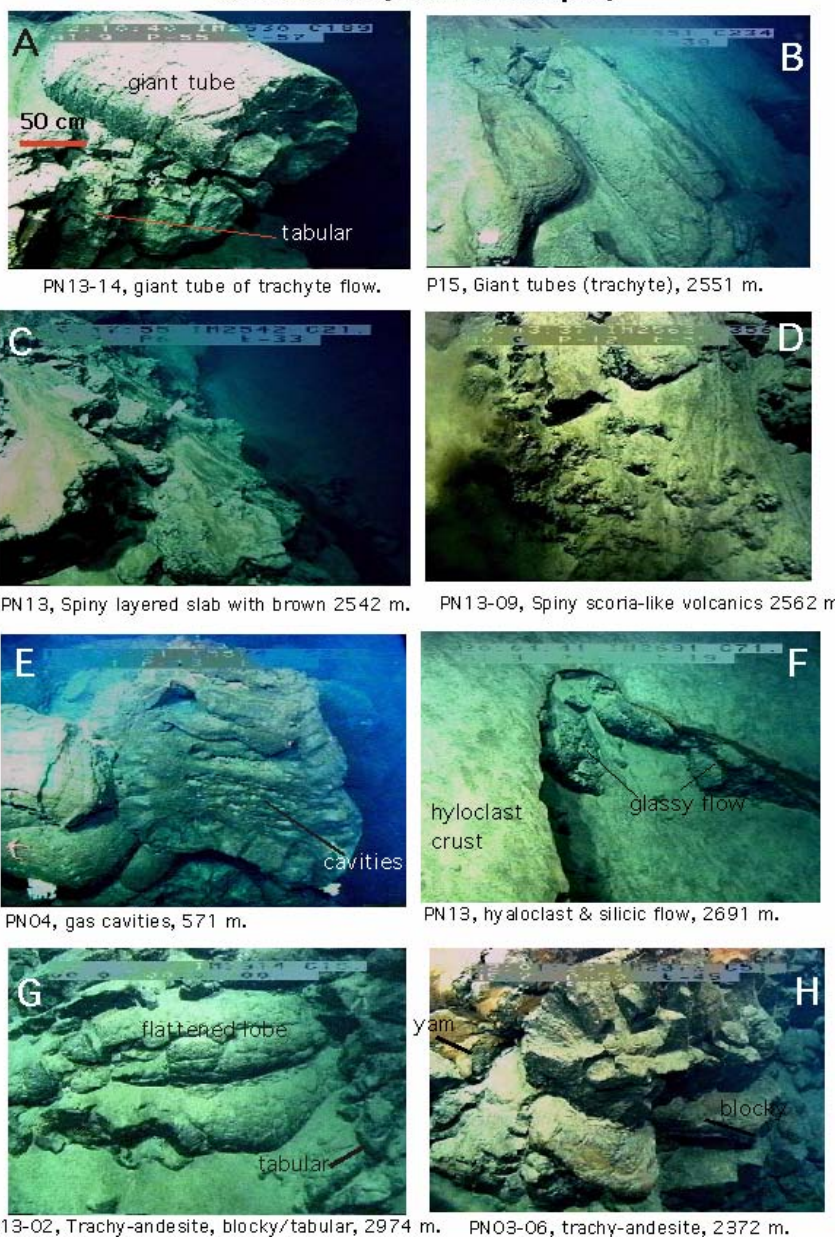 A
giant tube
50 cm
tabular
PN13-14, giant tube of trachyte flow.
B
P15, Giant tubes (trachyte), 2551 m.
C
PN13, Spiny layered slab with brown 2542 m.
D
PN13-09, Spiny scoria-like volcanics 2562 m
E
cavities
PN04, gas cavities, 571 m.
F
hyloclast
crust
glassy flow
PN13, hyaloclast & silicic flow, 2691 m.
G
flattened lobe
tabular
13-02, Trachy-andesite, blocky/tabular, 2974 m.
H
yam
blocky
PN03-06, trachy-andesite, 2372 m.